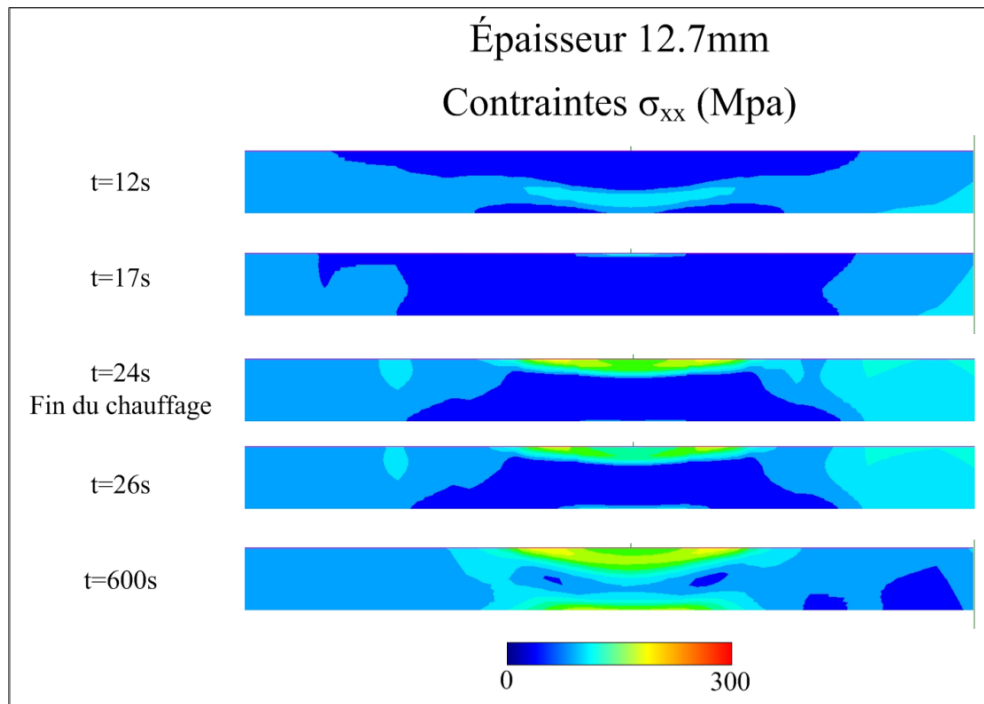 Épaisseur 12.7mm
Contraintes σxx (Mpa)
t=12s
t=17s
t=24s
Fin du chauffage
t=26s
t=600s
0 300